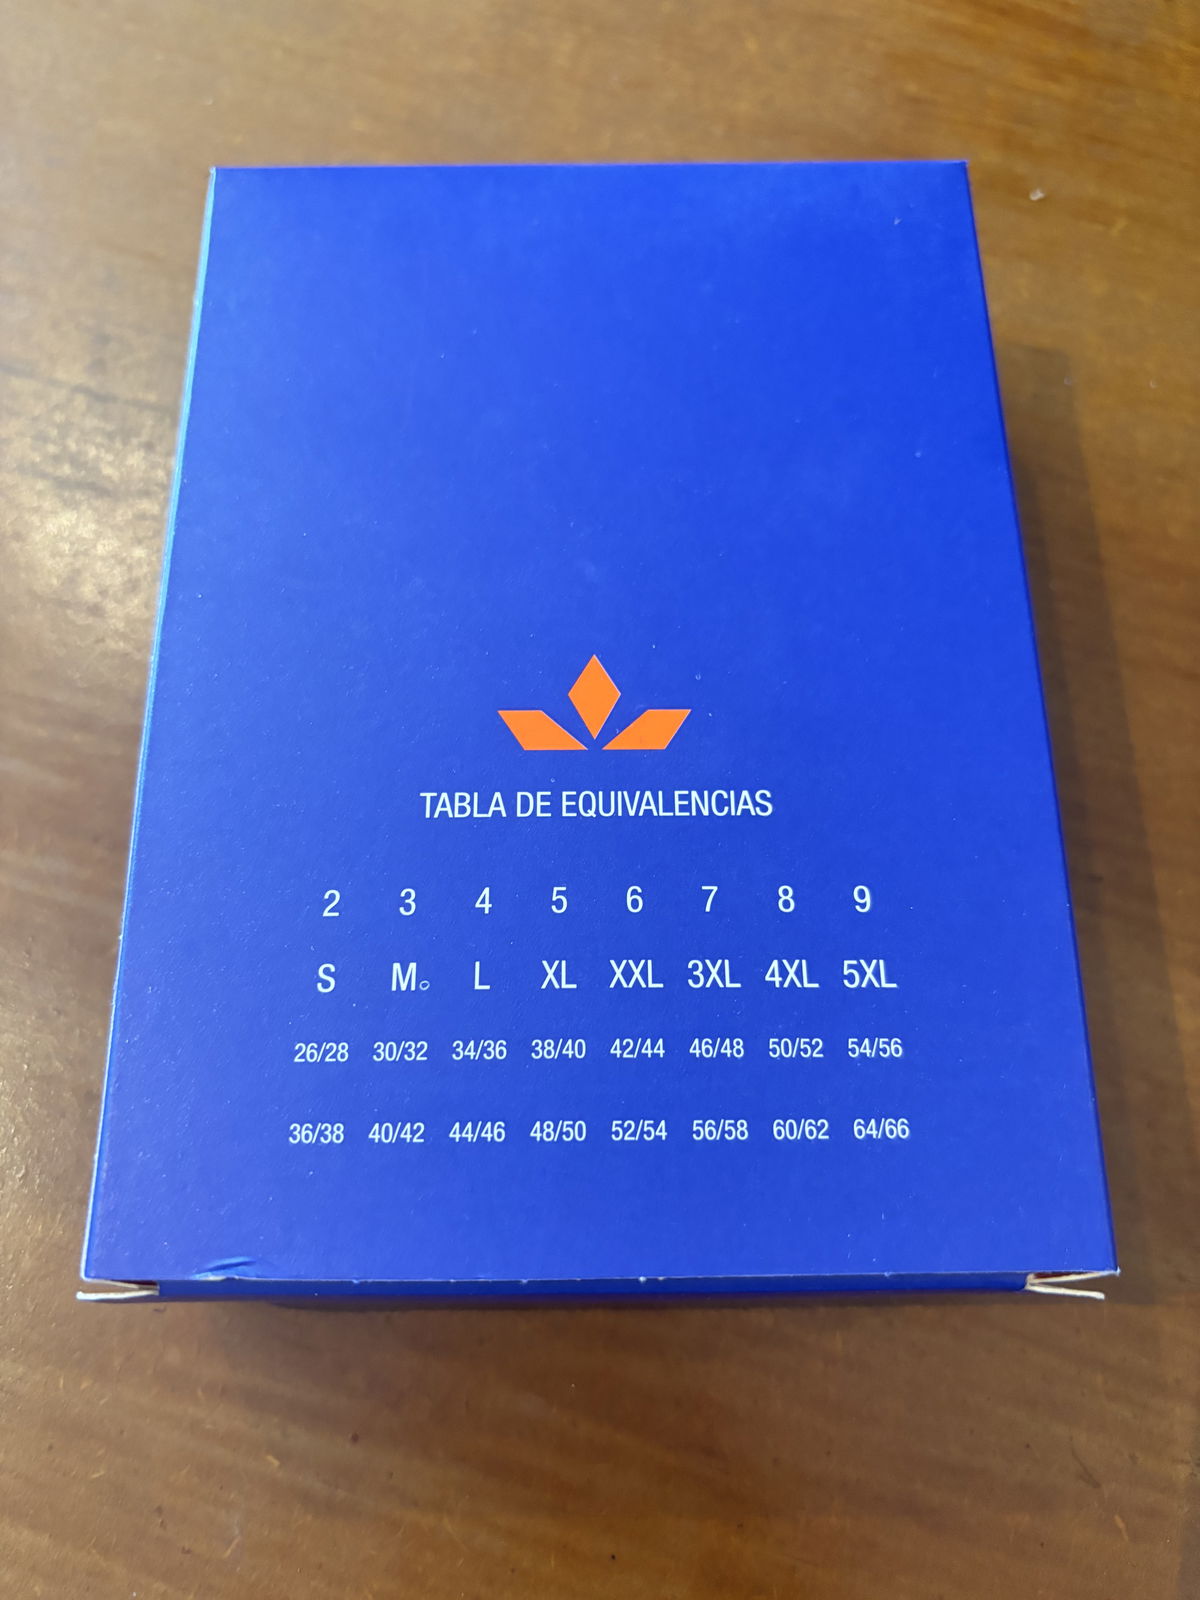 TABLA DE EQUIVALENCIAS
2 3 4 5 6 7 8 9
S M L XL XXL 3XL 4XL 5XL
26/28 30/32 34/36 38/40 42/44 46/48 50/52 54/56
36/38 40/42 44/46 48/50 52/54 56/58 60/62 64/66